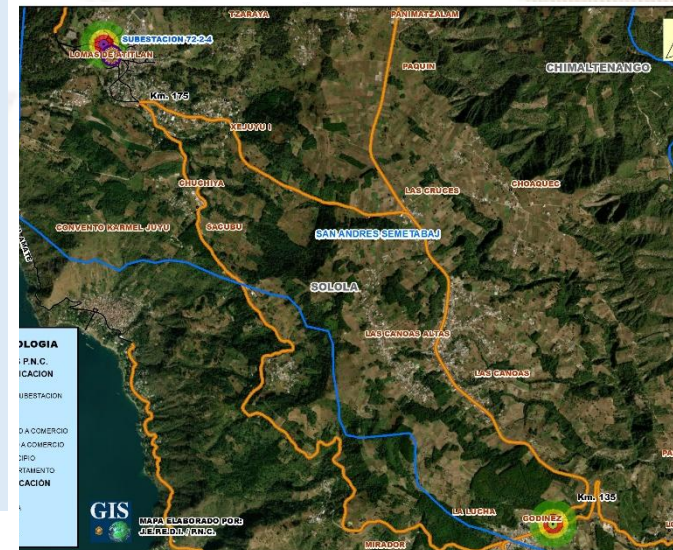 TZARAYA
PANIMATZALAM
SUBESTACION 72-2-4
LOMAS DE ATITLAN
PAQUIN
CHIMALTENANGO
Km. 175
XEJUYU I
CHUCHIYA
LAS CRUCES
CHOAQUEC
CONVENTO KARMEL JUYU
SACUBU
SAN ANDRES SEMETABAJ
SOLOLA
LAS CANOAS ALTAS
LAS CANOAS
OLOGIA
P.N.C.
ICACION
UBESTACION
O A COMERCIO
A COMERCIO
CIPIO
RTAMENTO
CACIÓN
Km. 135
LA LUCHA
GODINEZ
GIS
MAPA ELABORADO POR:
J.E.RE.D.I. / P.N.C.
MIRADOR